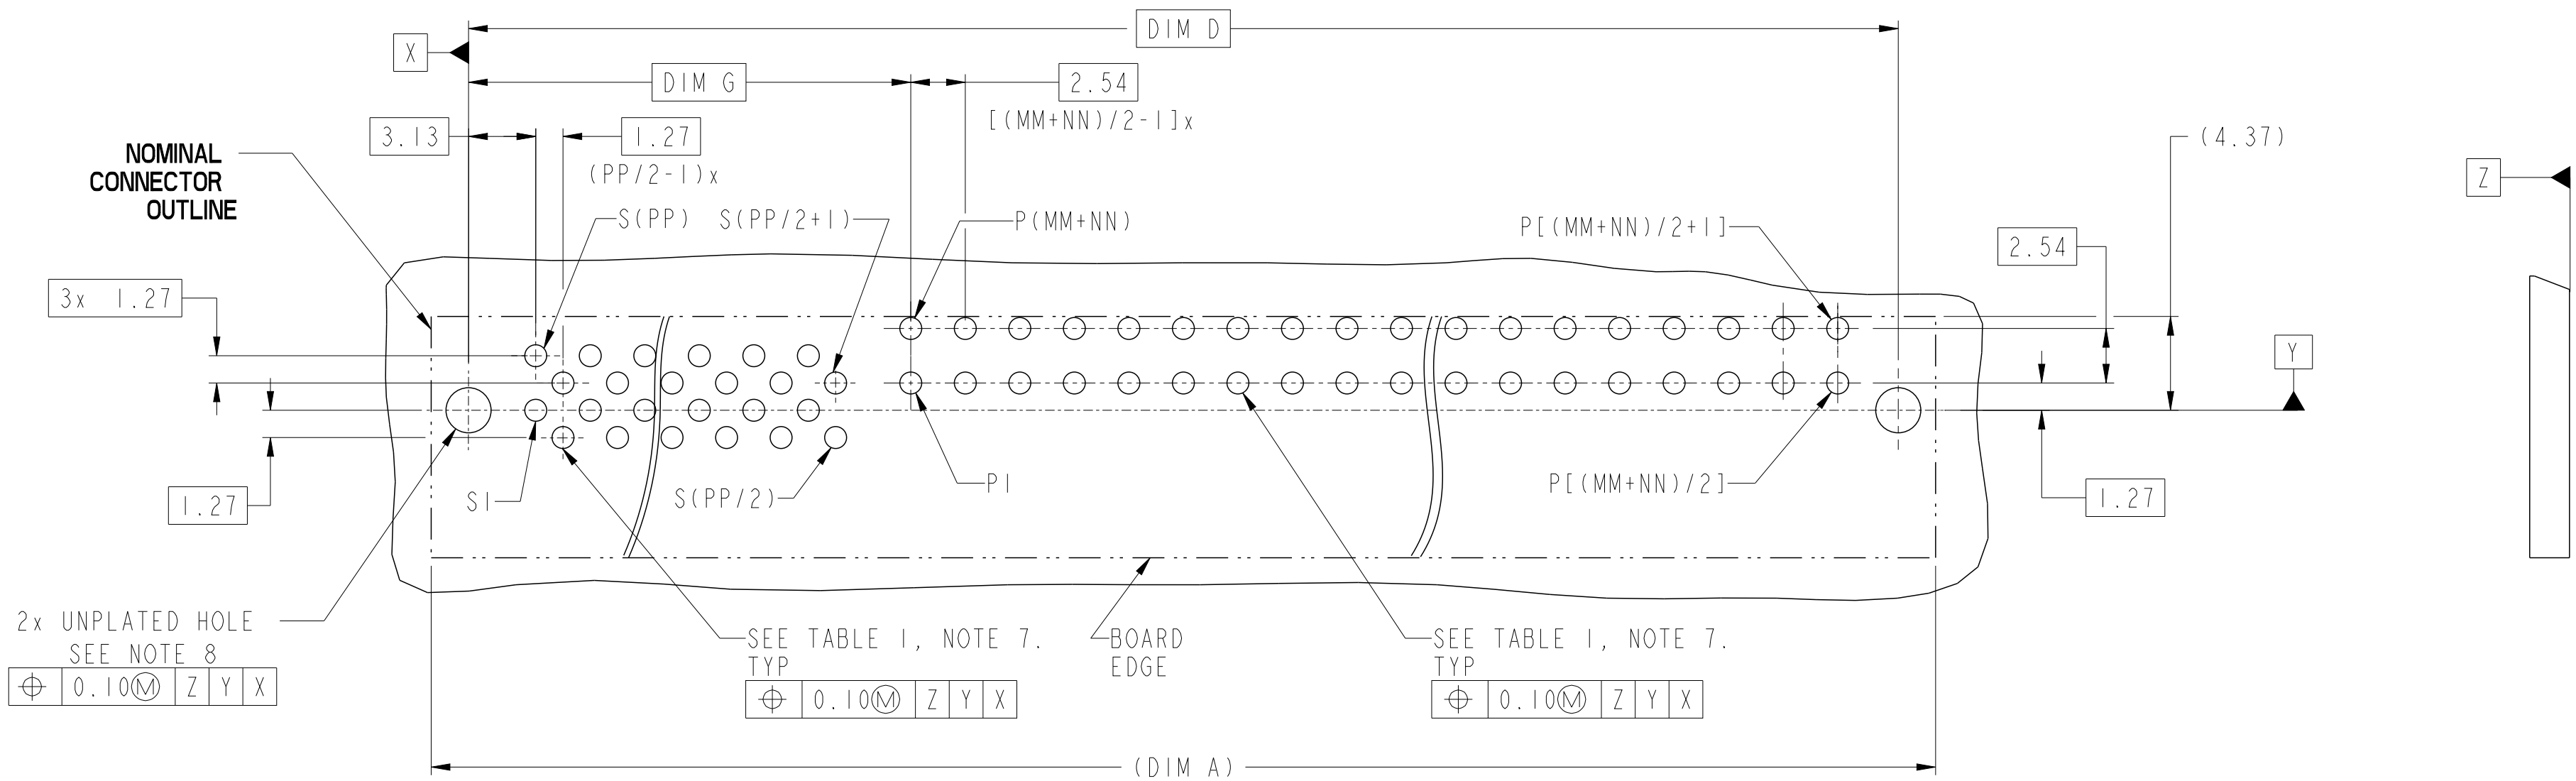 DIM D
X
DIM G
2.54
[(MM+NN)/2-1]x
3.13
1.27
(PP/2-1)x
(4.37)
NOMINAL
CONNECTOR
OUTLINE
Z
S(PP)
S(PP/2+1)
P(MM+NN)
P[(MM+NN)/2+1]
2.54
3x 1.27
Y
S1
S(PP/2)
P1
P[(MM+NN)/2]
1.27
1.27
2x UNPLATED HOLE
SEE NOTE 8
⌖ 0.10Ⓜ Z Y X
SEE TABLE 1, NOTE 7.
TYP
⌖ 0.10Ⓜ Z Y X
BOARD
EDGE
SEE TABLE 1, NOTE 7.
TYP
⌖ 0.10Ⓜ Z Y X
(DIM A)